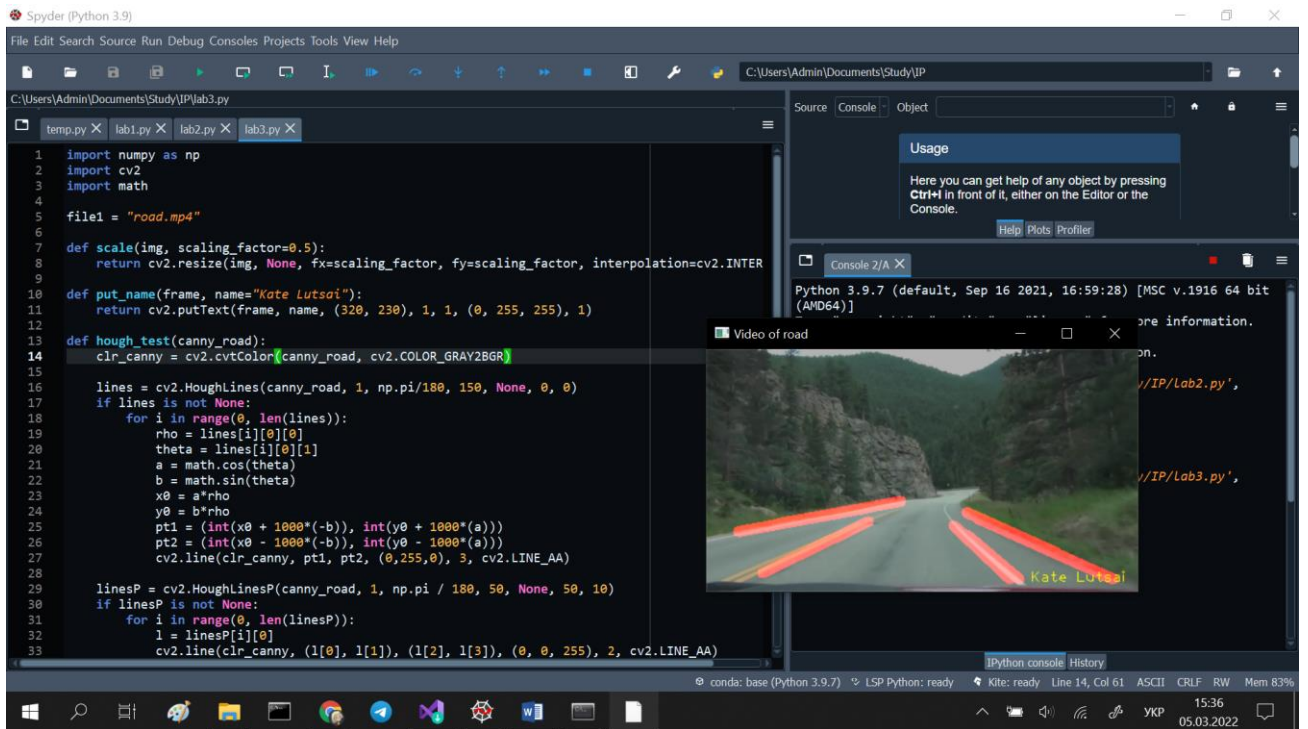 Spyder (Python 3.9)
File Edit Search Source Run Debug Consoles Projects Tools View Help
C:\Users\Admin\Documents\Study\IP
C:\Users\Admin\Documents\Study\IP\lab3.py
temp.py lab1.py lab2.py lab3.py
1 import numpy as np
2 import cv2
3 import math
4
5 file1 = "road.mp4"
6
7 def scale(img, scaling_factor=0.5):
8 return cv2.resize(img, None, fx=scaling_factor, fy=scaling_factor, interpolation=cv2.INTER
9
10 def put_name(frame, name="Kate Lutsai"):
11 return cv2.putText(frame, name, (320, 230), 1, 1, (0, 255, 255), 1)
12
13 def hough_test(canny_road):
14 clr_canny = cv2.cvtColor(canny_road, cv2.COLOR_GRAY2BGR)
15
16 lines = cv2.HoughLines(canny_road, 1, np.pi/180, 150, None, 0, 0)
17 if lines is not None:
18 for i in range(0, len(lines)):
19 rho = lines[i][0][0]
20 theta = lines[i][0][1]
21 a = math.cos(theta)
22 b = math.sin(theta)
23 x0 = a*rho
24 y0 = b*rho
25 pt1 = (int(x0 + 1000*(-b)), int(y0 + 1000*(a)))
26 pt2 = (int(x0 - 1000*(-b)), int(y0 - 1000*(a)))
27 cv2.line(clr_canny, pt1, pt2, (0,255,0), 3, cv2.LINE_AA)
28
29 linesP = cv2.HoughLinesP(canny_road, 1, np.pi / 180, 50, None, 50, 10)
30 if linesP is not None:
31 for i in range(0, len(linesP)):
32 l = linesP[i][0]
33 cv2.line(clr_canny, (l[0], l[1]), (l[2], l[3]), (0, 0, 255), 2, cv2.LINE_AA)
Source Console Object
Usage
Here you can get help of any object by pressing
Ctrl+I in front of it, either on the Editor or the
Console.
Help Plots Profiler
Console 2/A
Python 3.9.7 (default, Sep 16 2021, 16:59:28) [MSC v.1916 64 bit
(AMD64)]
ore information.
on.
y/IP/lab2.py',
y/IP/lab3.py',
Video of road
Kate Lutsai
IPython console History
conda: base (Python 3.9.7) LSP Python: ready Kite: ready Line 14, Col 61 ASCII CRLF RW Mem 83%
УКР
15:36
05.03.2022